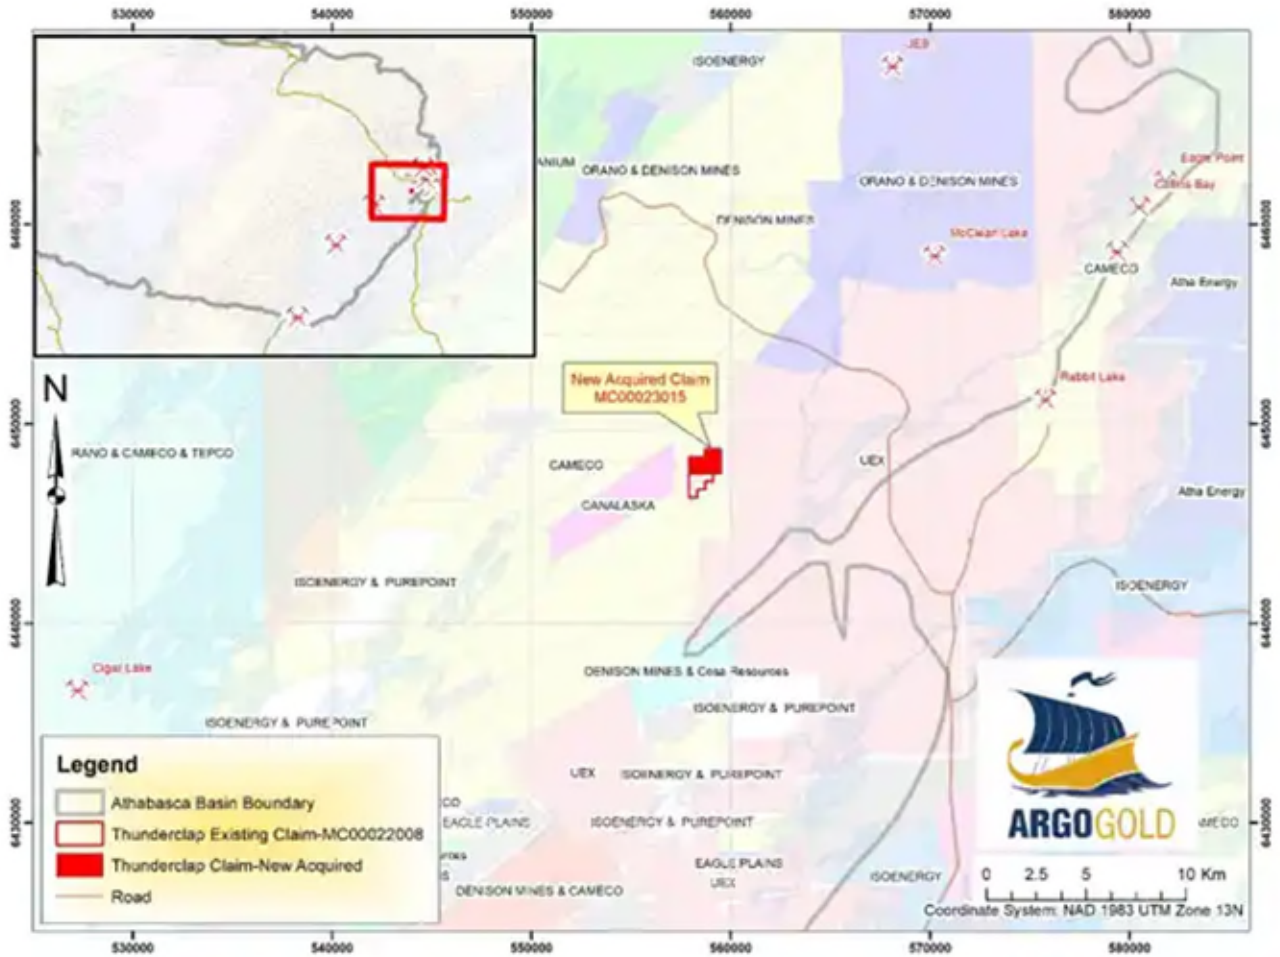 530000 540000 550000 560000 570000 580000
JEB
ISOENERGY
Eagle Point
ANIUM
ORANO & DENISON MINES
ORANO & DENISON MINES
Collins Bay
DENISON MINES
McClean Lake
6460000
6460000
CAMECO
Atha Energy
New Acquired Claim
MC00023015
Rabbit Lake
N
6450000
6450000
RANO & CAMECO & TEPCO
CAMECO
UEX
CANALASKA
Atha Energy
ISOENERGY & PUREPOINT
ISOENERGY
6440000
6440000
Cigar Lake
DENISON MINES & Cosa Resources
ISOENERGY & PUREPOINT
ISOENERGY & PUREPOINT
Legend
Athabasca Basin Boundary
Thunderclap Existing Claim-MC00022008
Thunderclap Claim-New Acquired
Road
UEX ISOENERGY & PUREPOINT
CO
EAGLE PLAINS
ISOENERGY & PUREPOINT
6430000
6430000
AMECO
ARGOGOLD
EAGLE PLAINS
UEX
ISOENERGY
DENISON MINES & CAMECO
0 2.5 5 10 Km
Coordinate System: NAD 1983 UTM Zone 13N
530000 540000 550000 560000 570000 580000